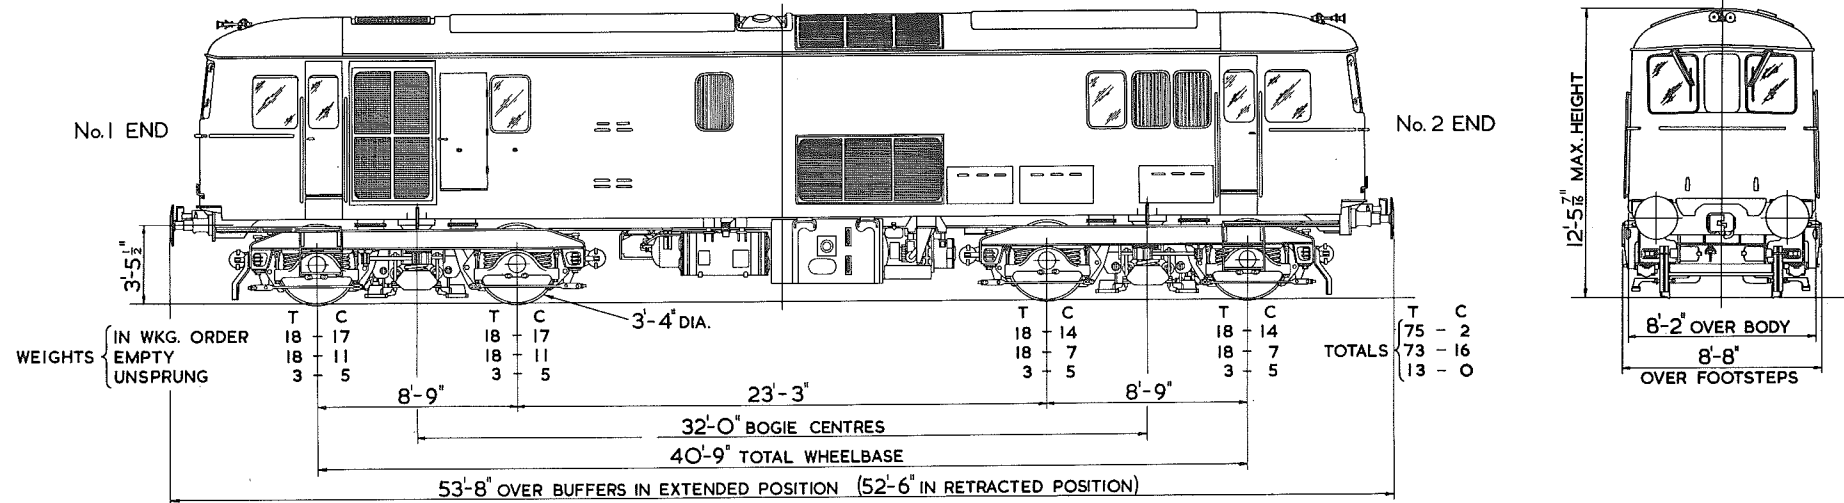 No. 1 END
No. 2 END
12'-5 7/16" MAX. HEIGHT
3'-5 1/2"
3'-4" DIA.
T C T C T C T C T C
WEIGHTS
IN WKG. ORDER 18 - 17 18 - 17 18 - 14 18 - 14 75 - 2
EMPTY 18 - 11 18 - 11 18 - 7 18 - 7 TOTALS 73 - 16
UNSPRUNG 3 - 5 3 - 5 3 - 5 3 - 5 13 - 0
8'-2" OVER BODY
8'-8"
OVER FOOTSTEPS
8'-9" 23'-3" 8'-9"
32'-0" BOGIE CENTRES
40'-9" TOTAL WHEELBASE
53'-8" OVER BUFFERS IN EXTENDED POSITION (52'-6" IN RETRACTED POSITION)